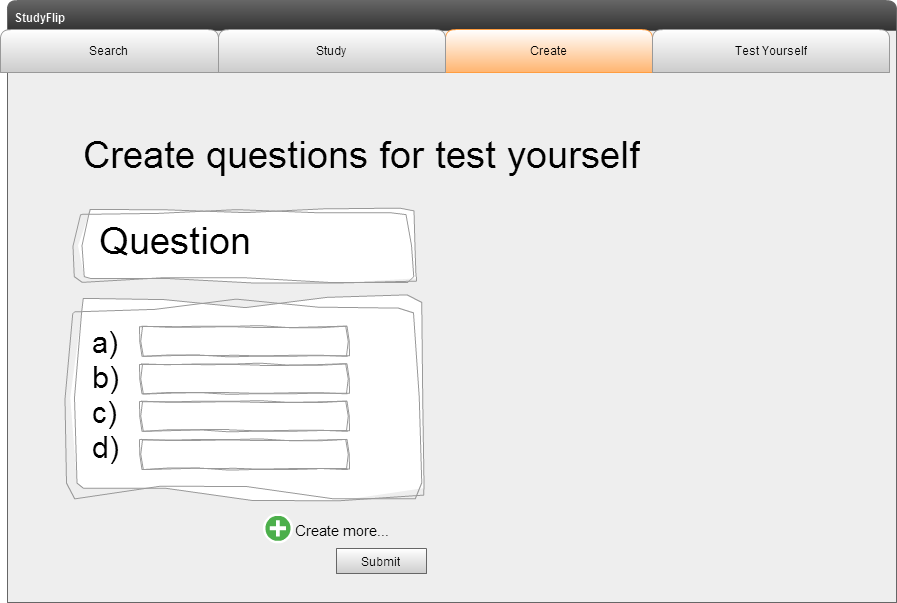 StudyFlip
Search Study Create Test Yourself
Create questions for test yourself
Question
a)
b)
c)
d)
Create more...
Submit